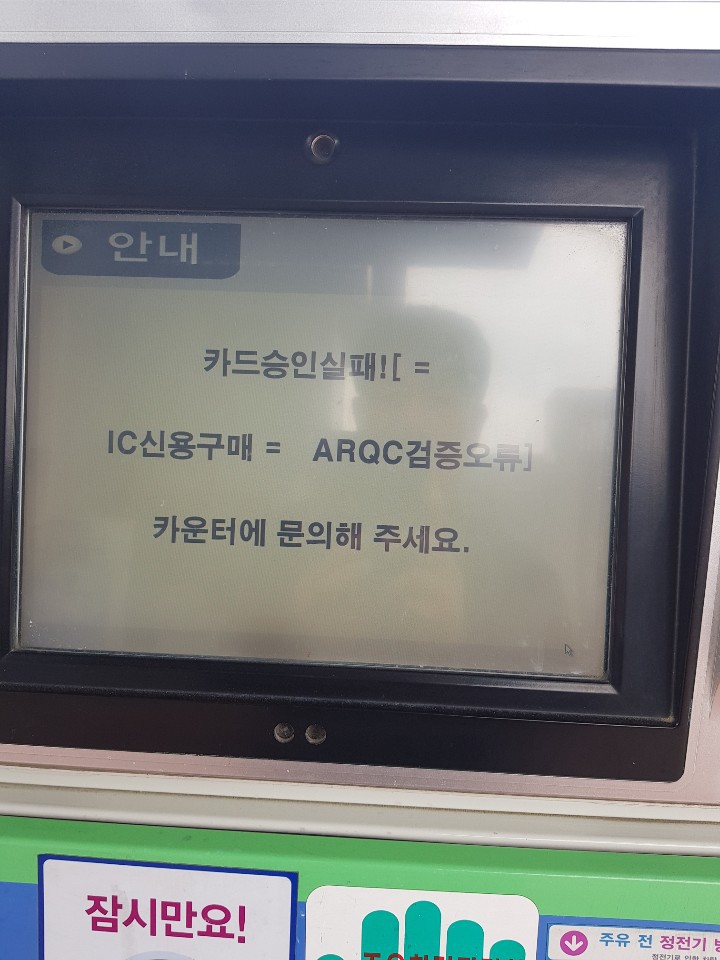 안내
카드승인실패![ =
IC신용구매 = ARQC검증오류]
카운터에 문의해 주세요.
잠시만요!
주유 전 정전기